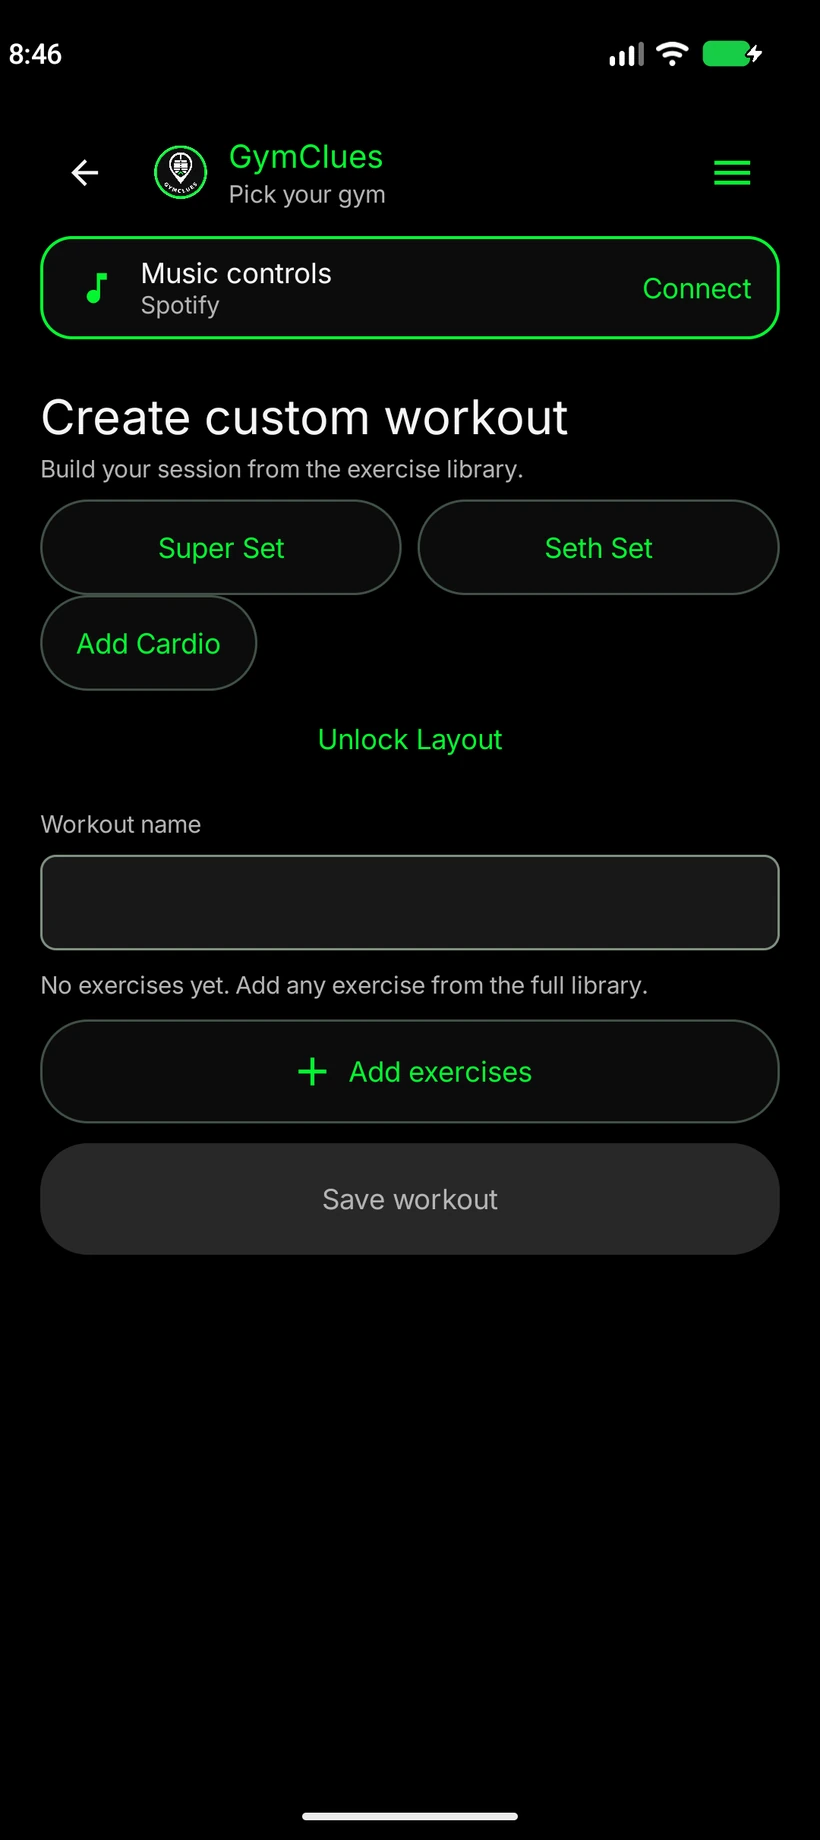 8:46
GymClues
Pick your gym
GYMCLUES
Music controls
Spotify
Connect
Create custom workout
Build your session from the exercise library.
Super Set
Seth Set
Add Cardio
Unlock Layout
Workout name
No exercises yet. Add any exercise from the full library.
Add exercises
Save workout